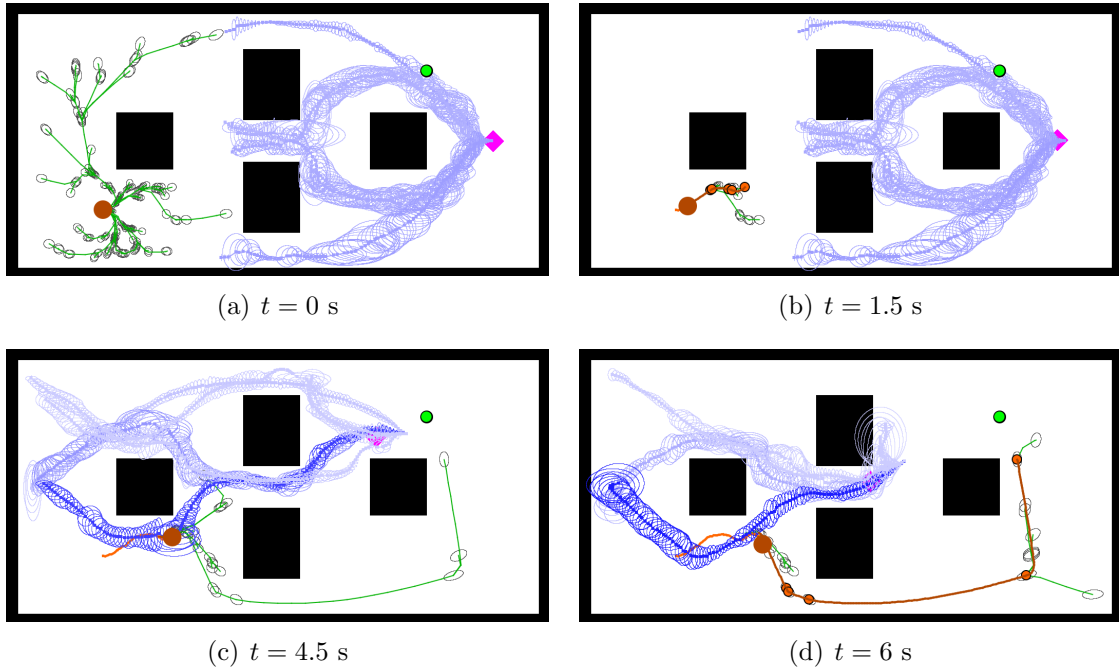 (a) t = 0 s
(b) t = 1.5 s
(c) t = 4.5 s
(d) t = 6 s